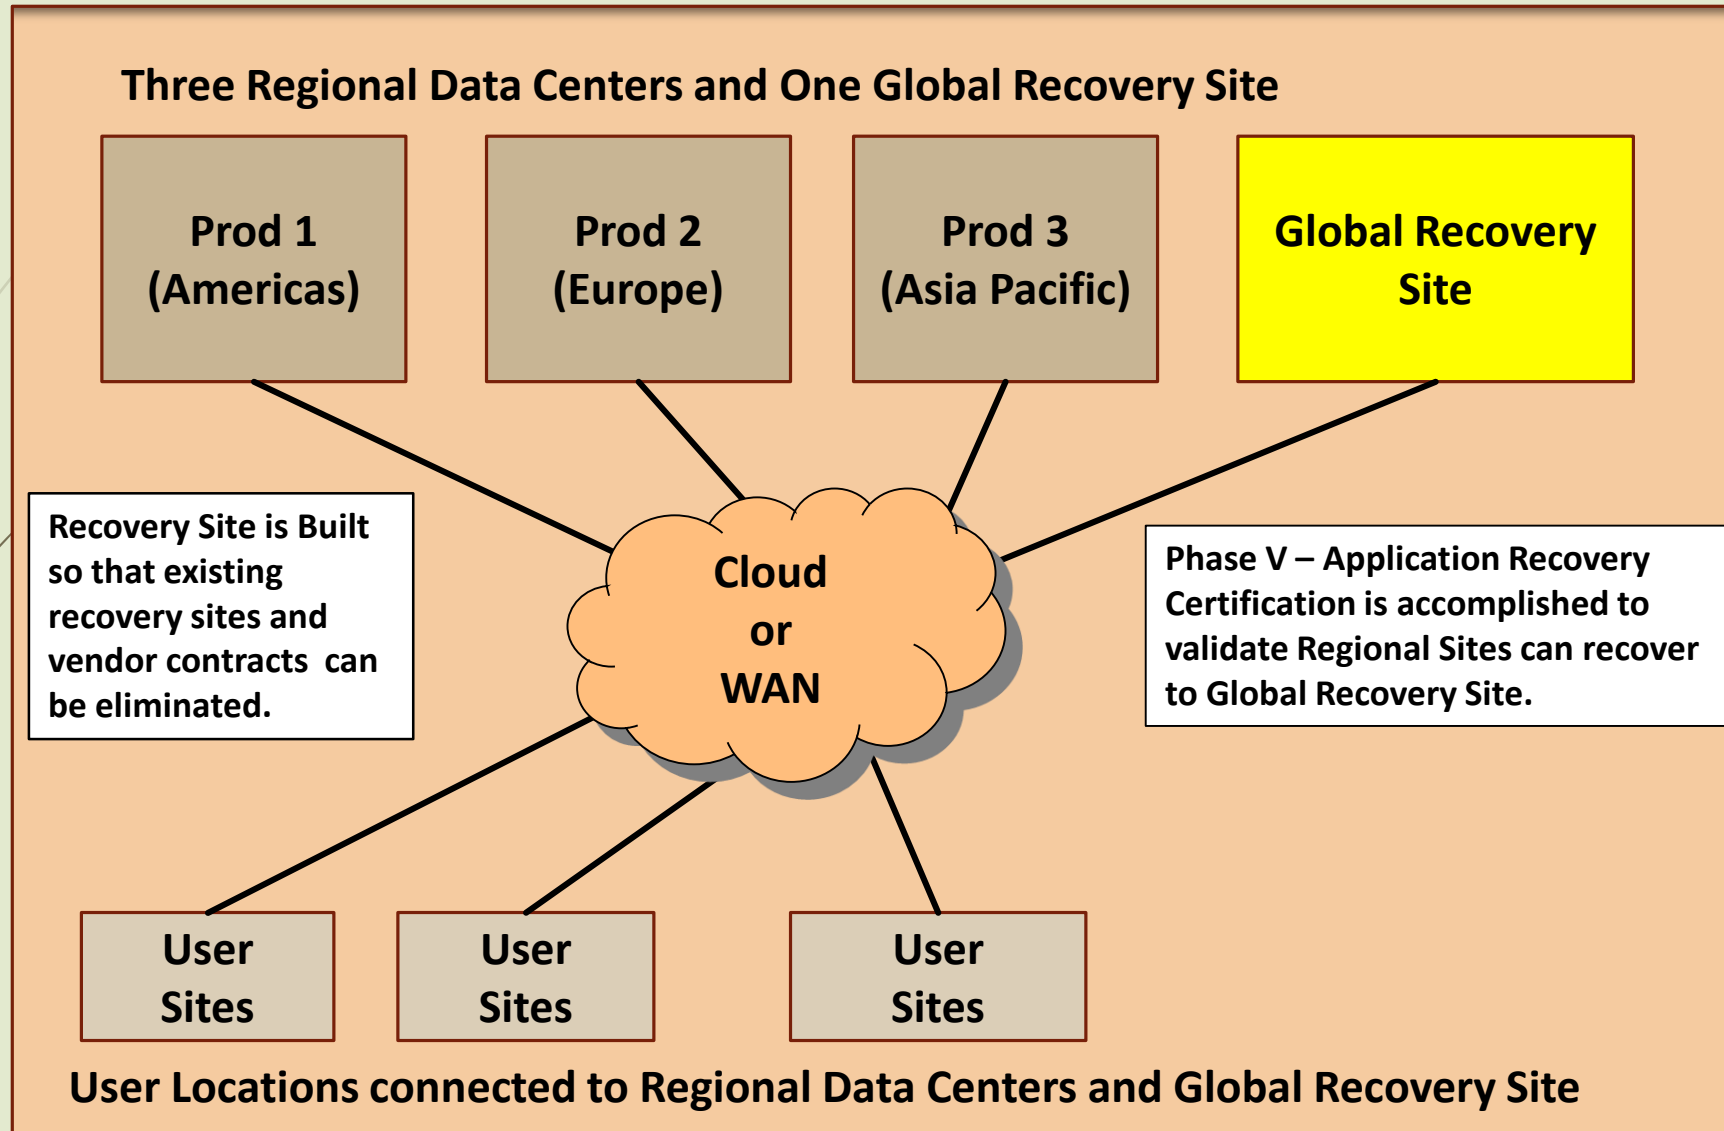 Three Regional Data Centers and One Global Recovery Site
Prod 1
(Americas)
Prod 2
(Europe)
Prod 3
(Asia Pacific)
Global Recovery
Site
Recovery Site is Built
so that existing
recovery sites and
vendor contracts can
be eliminated.
Cloud
or
WAN
Phase V – Application Recovery
Certification is accomplished to
validate Regional Sites can recover
to Global Recovery Site.
User
Sites
User
Sites
User
Sites
User Locations connected to Regional Data Centers and Global Recovery Site